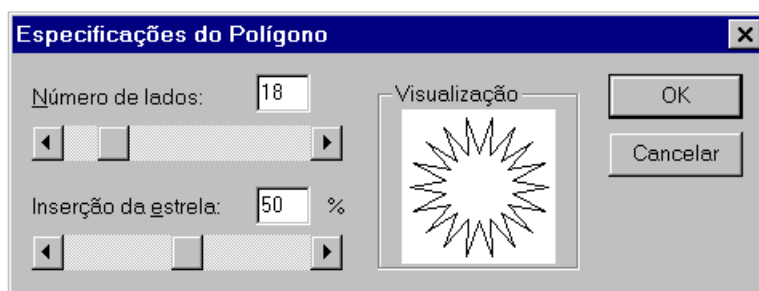 Especificações do Polígono
Número de lados: 18
Inserção da estrela: 50 %
Visualização
OK
Cancelar